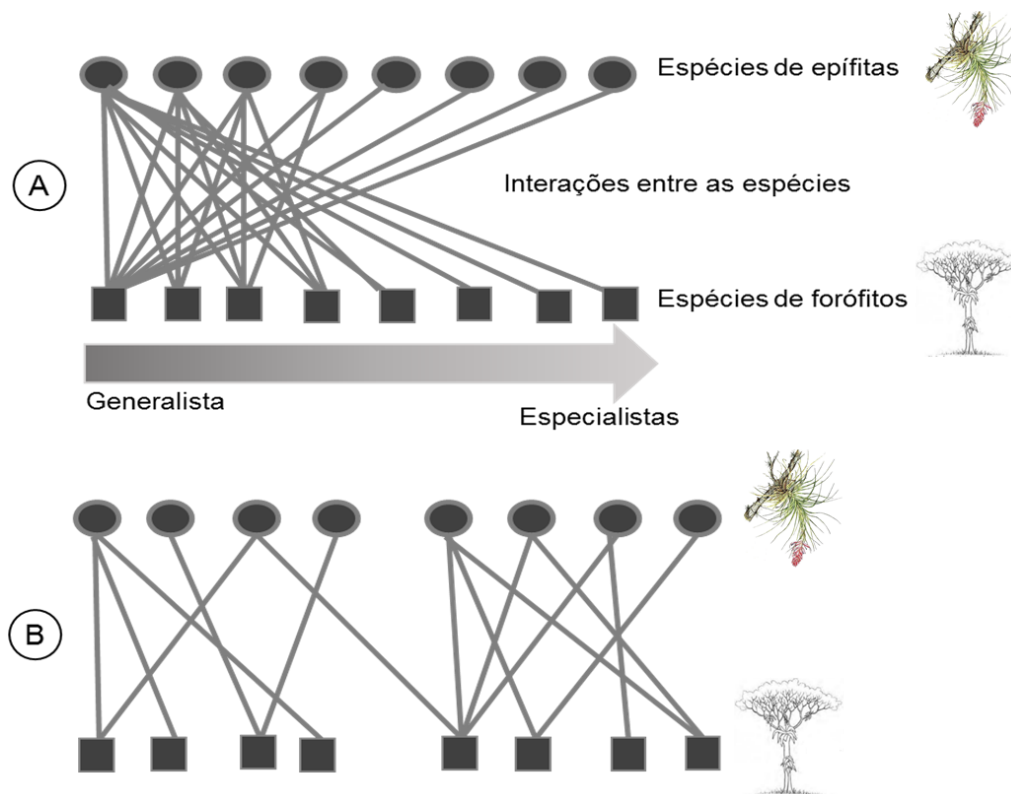 Espécies de epífitas
A
Interações entre as espécies
Espécies de forófitos
Generalista
Especialistas
B